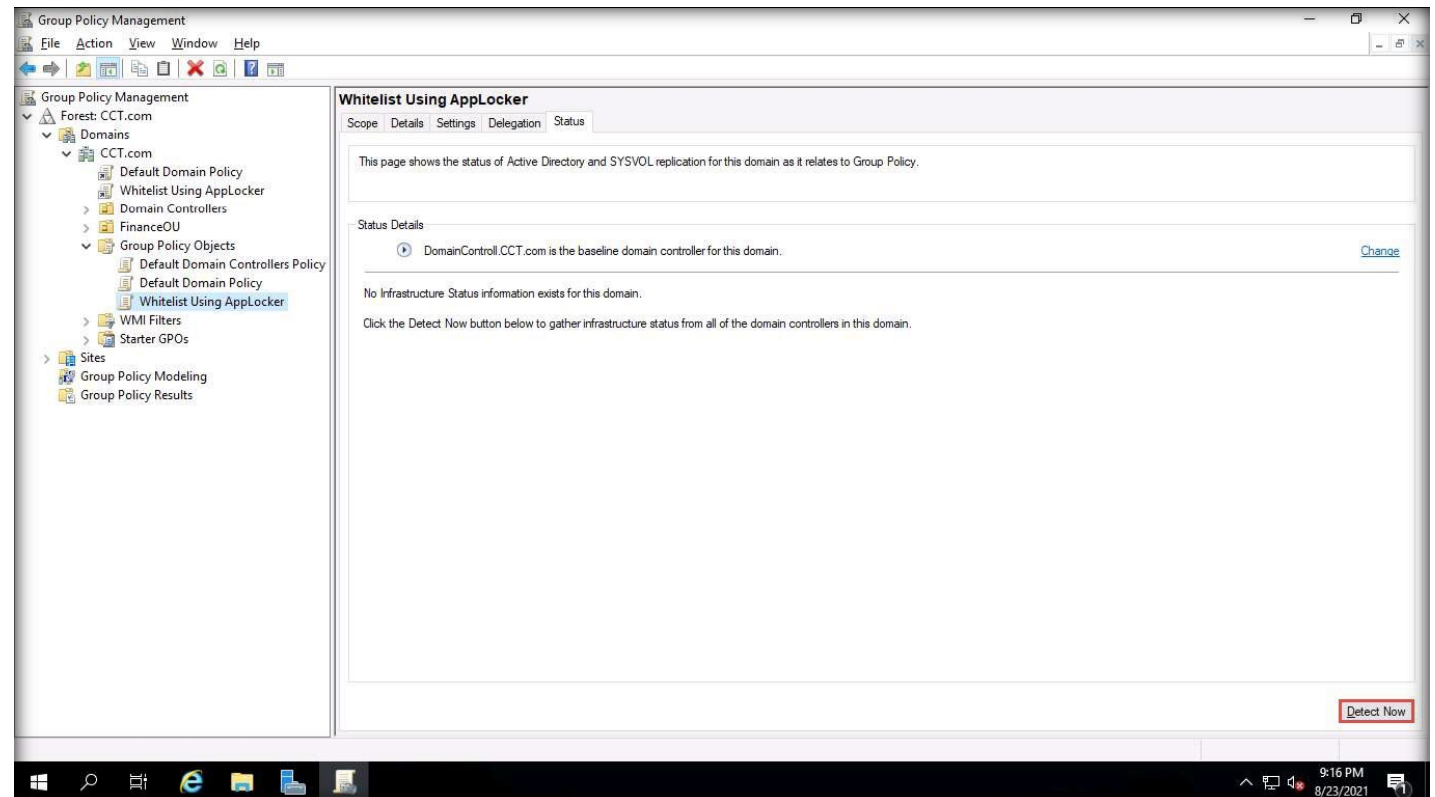 Group Policy Management
File Action View Window Help
Group Policy Management
Forest: CCT.com
Domains
CCT.com
Default Domain Policy
Whitelist Using AppLocker
Domain Controllers
FinanceOU
Group Policy Objects
Default Domain Controllers Policy
Default Domain Policy
Whitelist Using AppLocker
WMI Filters
Starter GPOs
Sites
Group Policy Modeling
Group Policy Results
Whitelist Using AppLocker
Scope Details Settings Delegation Status
This page shows the status of Active Directory and SYSVOL replication for this domain as it relates to Group Policy.
Status Details
DomainControll.CCT.com is the baseline domain controller for this domain. Change
No Infrastructure Status information exists for this domain.
Click the Detect Now button below to gather infrastructure status from all of the domain controllers in this domain.
Detect Now
9:16 PM
8/23/2021
1